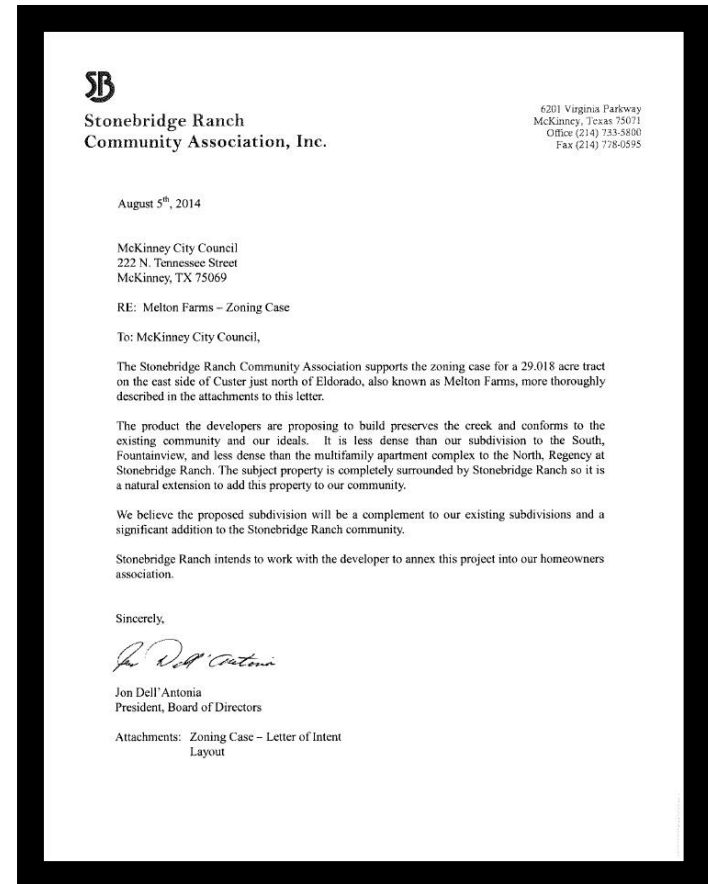 SB
Stonebridge Ranch
Community Association, Inc.
6201 Virginia Parkway
McKinney, Texas 75071
Office (214) 733-5800
Fax (214) 778-0595
August 5th, 2014
McKinney City Council
222 N. Tennessee Street
McKinney, TX 75069
RE: Melton Farms – Zoning Case
To: McKinney City Council,
The Stonebridge Ranch Community Association supports the zoning case for a 29.018 acre tract
on the east side of Custer just north of Eldorado, also known as Melton Farms, more thoroughly
described in the attachments to this letter.
The product the developers are proposing to build preserves the creek and conforms to the
existing community and our ideals. It is less dense than our subdivision to the South,
Fountainview, and less dense than the multifamily apartment complex to the North, Regency at
Stonebridge Ranch. The subject property is completely surrounded by Stonebridge Ranch so it is
a natural extension to add this property to our community.
We believe the proposed subdivision will be a complement to our existing subdivisions and a
significant addition to the Stonebridge Ranch community.
Stonebridge Ranch intends to work with the developer to annex this project into our homeowners
association.
Sincerely,
Jon Dell'Antonia
Jon Dell'Antonia
President, Board of Directors
Attachments: Zoning Case – Letter of Intent
Layout